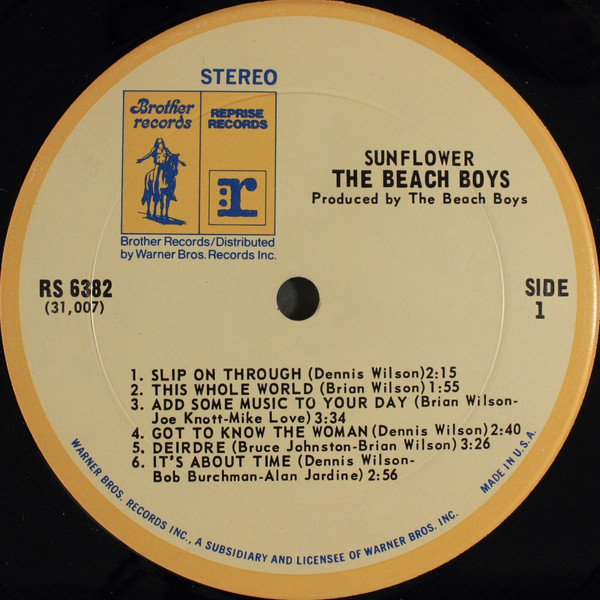 STEREO
Brother
records
REPRISE
RECORDS
r
Brother Records/Distributed
by Warner Bros. Records Inc.
SUNFLOWER
THE BEACH BOYS
Produced by The Beach Boys
RS 6382
(31,007)
SIDE
1
1. SLIP ON THROUGH (Dennis Wilson)2:15
2. THIS WHOLE WORLD (Brian Wilson)1:55
3. ADD SOME MUSIC TO YOUR DAY (Brian Wilson-
Joe Knott-Mike Love)3:34
4. GOT TO KNOW THE WOMAN (Dennis Wilson)2:40
5. DEIRDRE (Bruce Johnston-Brian Wilson)3:26
6. IT'S ABOUT TIME (Dennis Wilson-
Bob Burchman-Alan Jardine)2:56
WARNER BROS. RECORDS INC., A SUBSIDIARY AND LICENSEE OF WARNER BROS. INC.
MADE IN U.S.A.